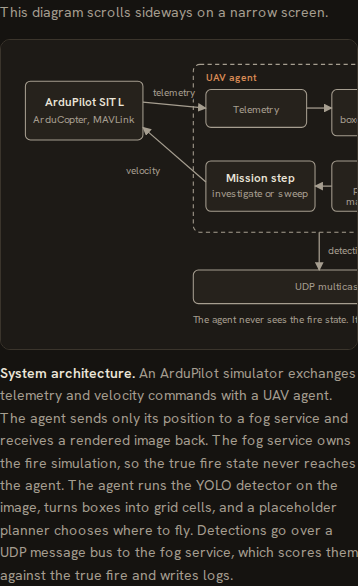 This diagram scrolls sideways on a narrow screen.
UAV agent
ArduPilot SITL
ArduCopter, MAVLink
telemetry
Telemetry
velocity
Mission step
investigate or sweep
detecti
UDP multicas
The agent never sees the fire state. It
System architecture. An ArduPilot simulator exchanges
telemetry and velocity commands with a UAV agent.
The agent sends only its position to a fog service and
receives a rendered image back. The fog service owns
the fire simulation, so the true fire state never reaches
the agent. The agent runs the YOLO detector on the
image, turns boxes into grid cells, and a placeholder
planner chooses where to fly. Detections go over a
UDP message bus to the fog service, which scores them
against the true fire and writes logs.